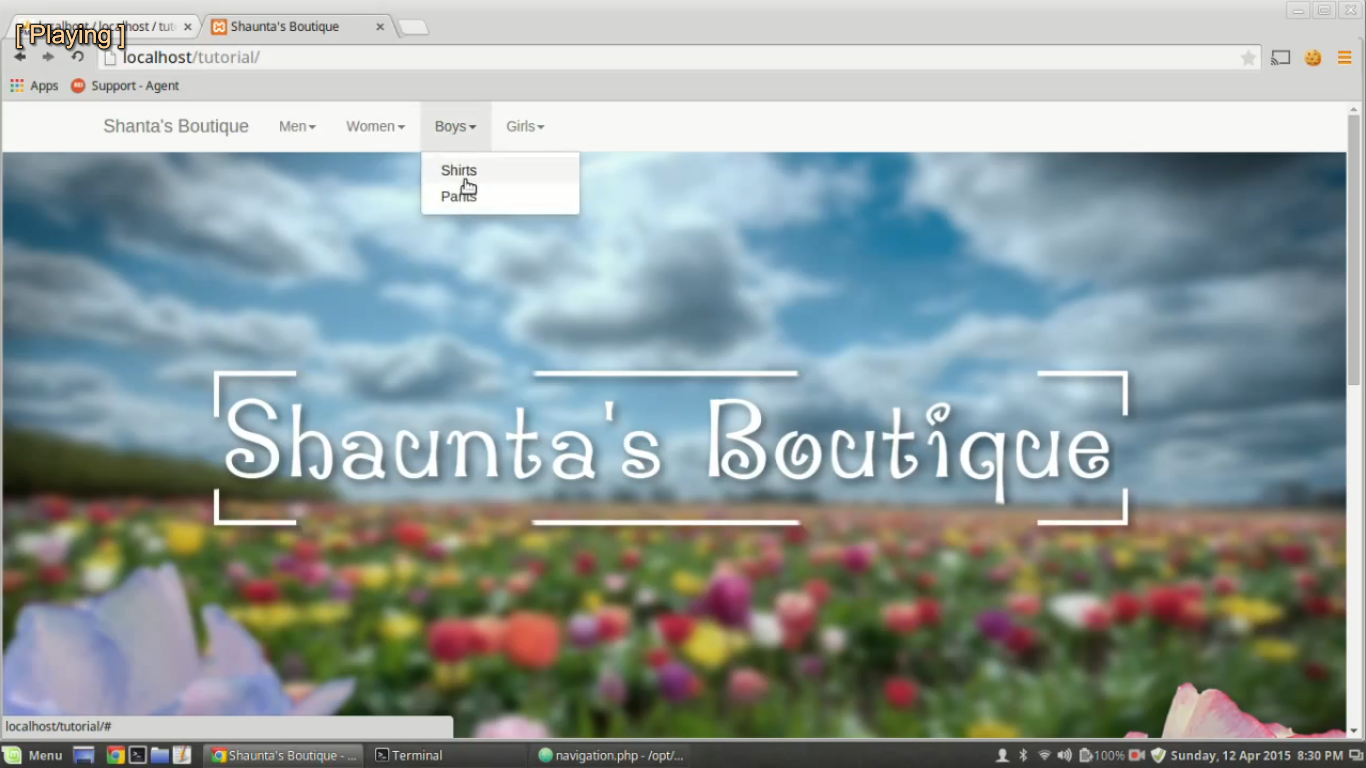 localhost / localhost / tut
Shaunta's Boutique
[ Playing ]
localhost/tutorial/
Apps
Support - Agent
Shanta's Boutique
Men
Women
Boys
Girls
Shirts
Pants
Shaunta's Boutique
localhost/tutorial/#
Menu
Shaunta's Boutique - ...
Terminal
navigation.php - /opt/...
100%
Sunday, 12 Apr 2015
8:30 PM